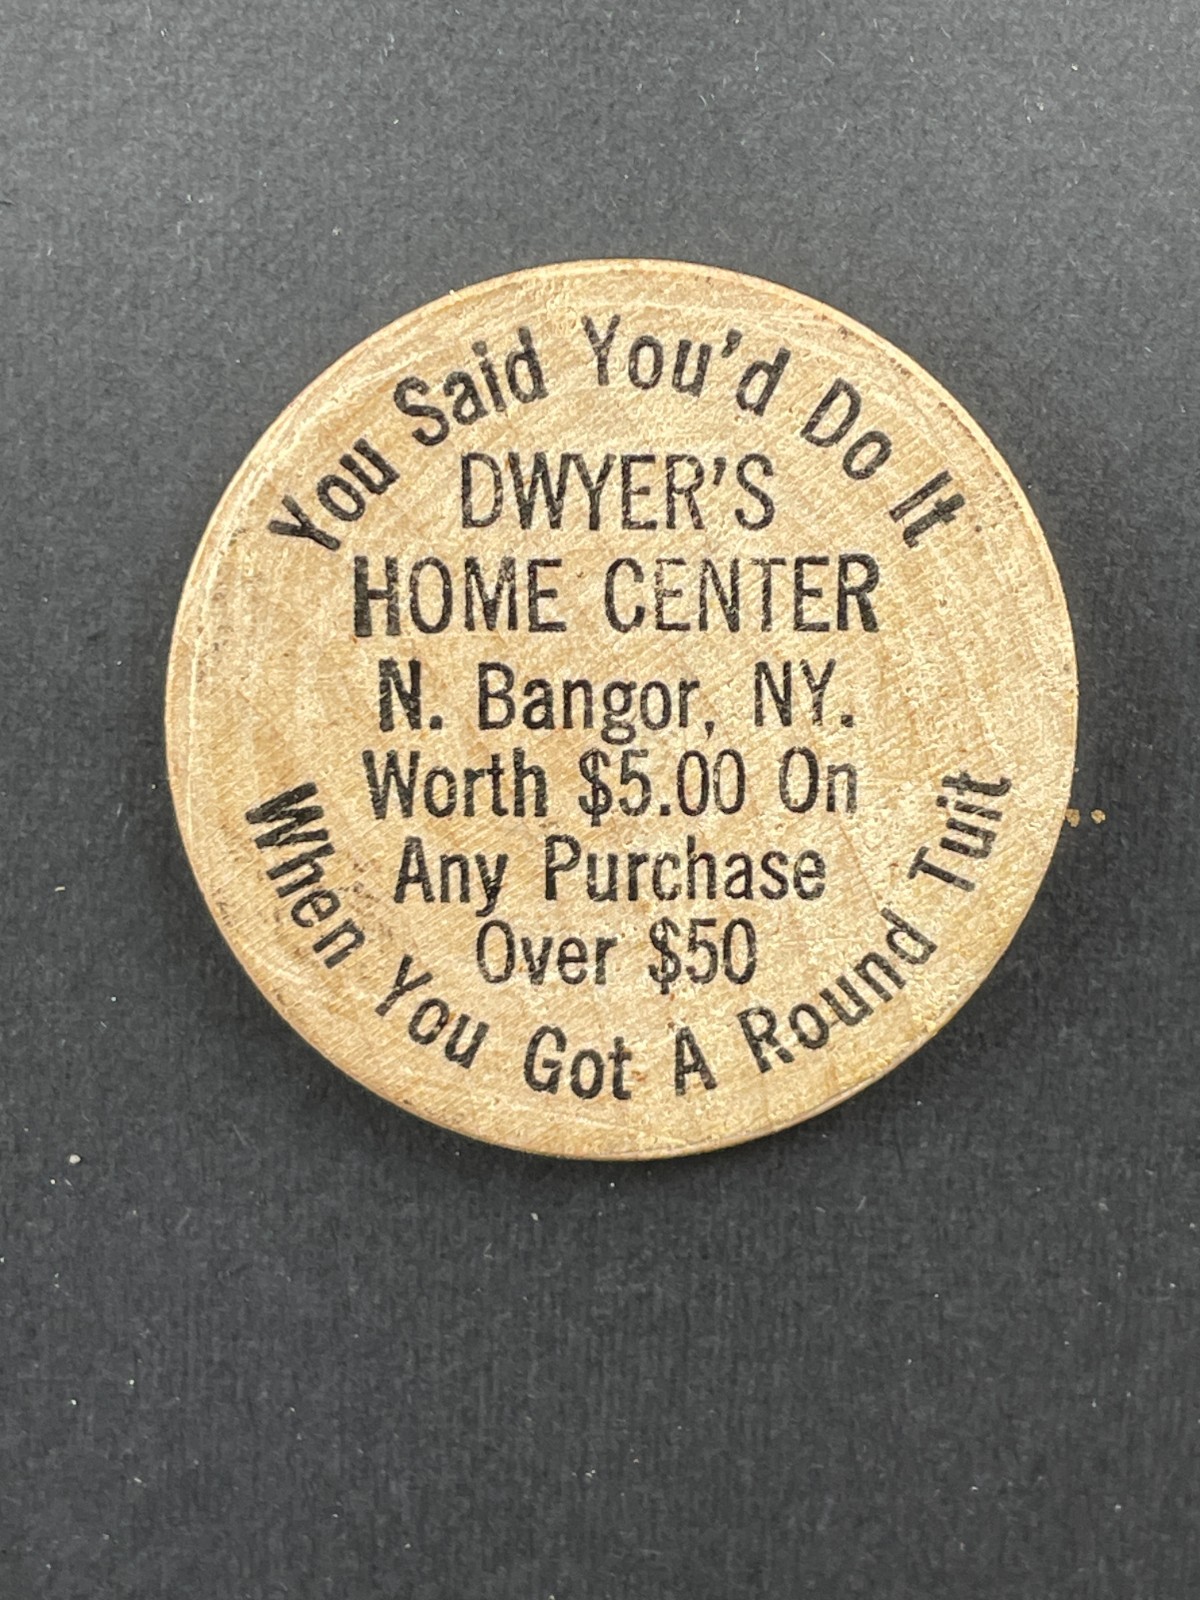 You Said You'd Do It
DWYER'S
HOME CENTER
N. Bangor, NY.
Worth $5.00 On
Any Purchase
Over $50
When You Got A Round Tuit